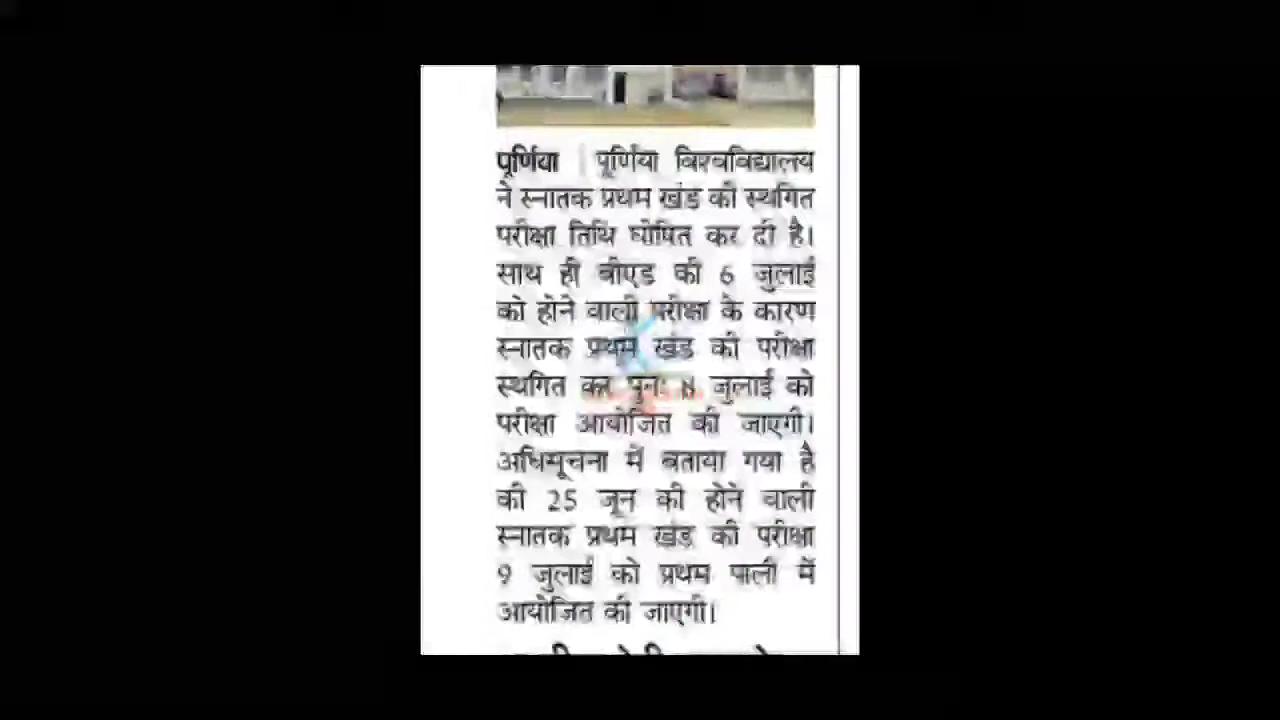 पूर्णिया | पूर्णिया विश्वविद्यालय
ने स्नातक प्रथम खंड की स्थगित
परीक्षा तिथि घोषित कर दी है।
साथ ही बीएड की 6 जुलाई
को होने वाली परीक्षा के कारण
स्नातक प्रथम खंड की परीक्षा
स्थगित कर पुनः 8 जुलाई को
परीक्षा आयोजित की जाएगी।
अधिसूचना में बताया गया है
की 25 जून की होने वाली
स्नातक प्रथम खंड की परीक्षा
9 जुलाई को प्रथम पाली में
आयोजित की जाएगी।